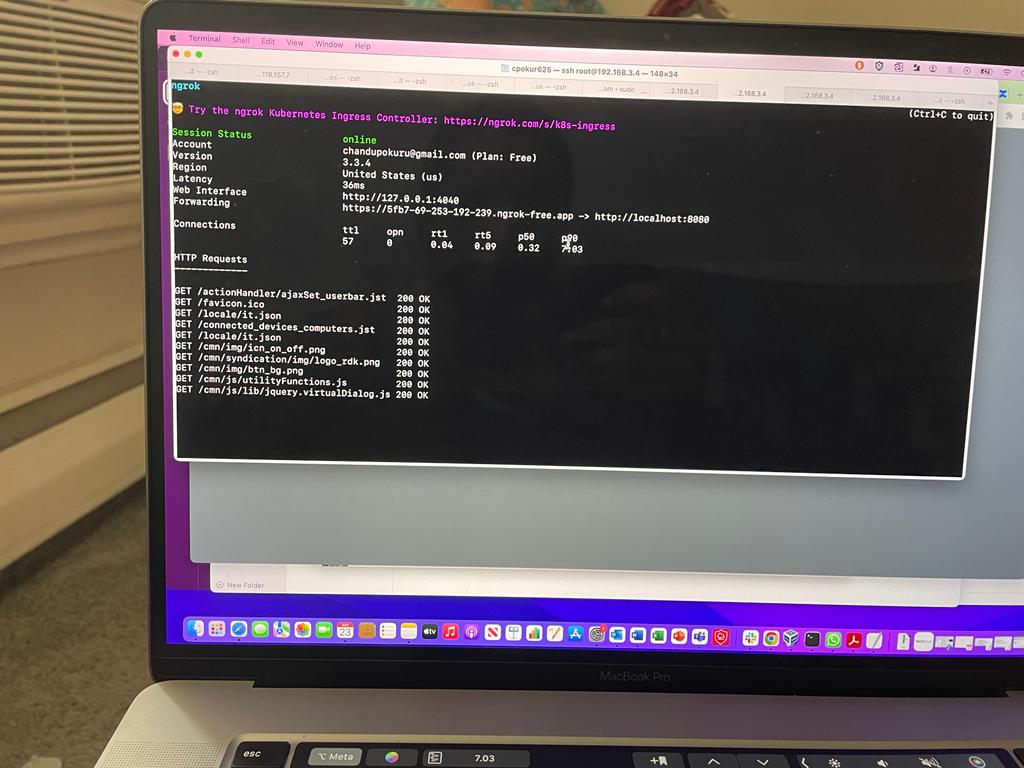 Terminal Shell Edit View Window Help
cpokur625 — ssh root@192.168.3.4 — 148×34
...d — -zsh ...118.157.7 ...es — -zsh ...it — -zsh ...ok — -zsh ...ue — -zsh ...om • sudo ... ...2.168.3.4 ...2.168.3.4 ...2.168.3.4 ...2.168.3.4 ...it — -zsh
ngrok
(Ctrl+C to quit)
🤯 Try the ngrok Kubernetes Ingress Controller: https://ngrok.com/s/k8s-ingress
Session Status online
Account chandupokuru@gmail.com (Plan: Free)
Version 3.3.4
Region United States (us)
Latency 36ms
Web Interface http://127.0.0.1:4040
Forwarding https://5fb7-69-253-192-239.ngrok-free.app -> http://localhost:8080
Connections ttl opn rt1 rt5 p50 p90
57 0 0.04 0.09 0.32 7.03
HTTP Requests
-------------
GET /actionHandler/ajaxSet_userbar.jst 200 OK
GET /favicon.ico 200 OK
GET /locale/it.json 200 OK
GET /connected_devices_computers.jst 200 OK
GET /locale/it.json 200 OK
GET /cmn/img/icn_on_off.png 200 OK
GET /cmn/syndication/img/logo_rdk.png 200 OK
GET /cmn/img/btn_bg.png 200 OK
GET /cmn/js/utilityFunctions.js 200 OK
GET /cmn/js/lib/jquery.virtualDialog.js 200 OK
New Folder
23
tv
MacBook Pro
esc
⌥ Meta
7.03